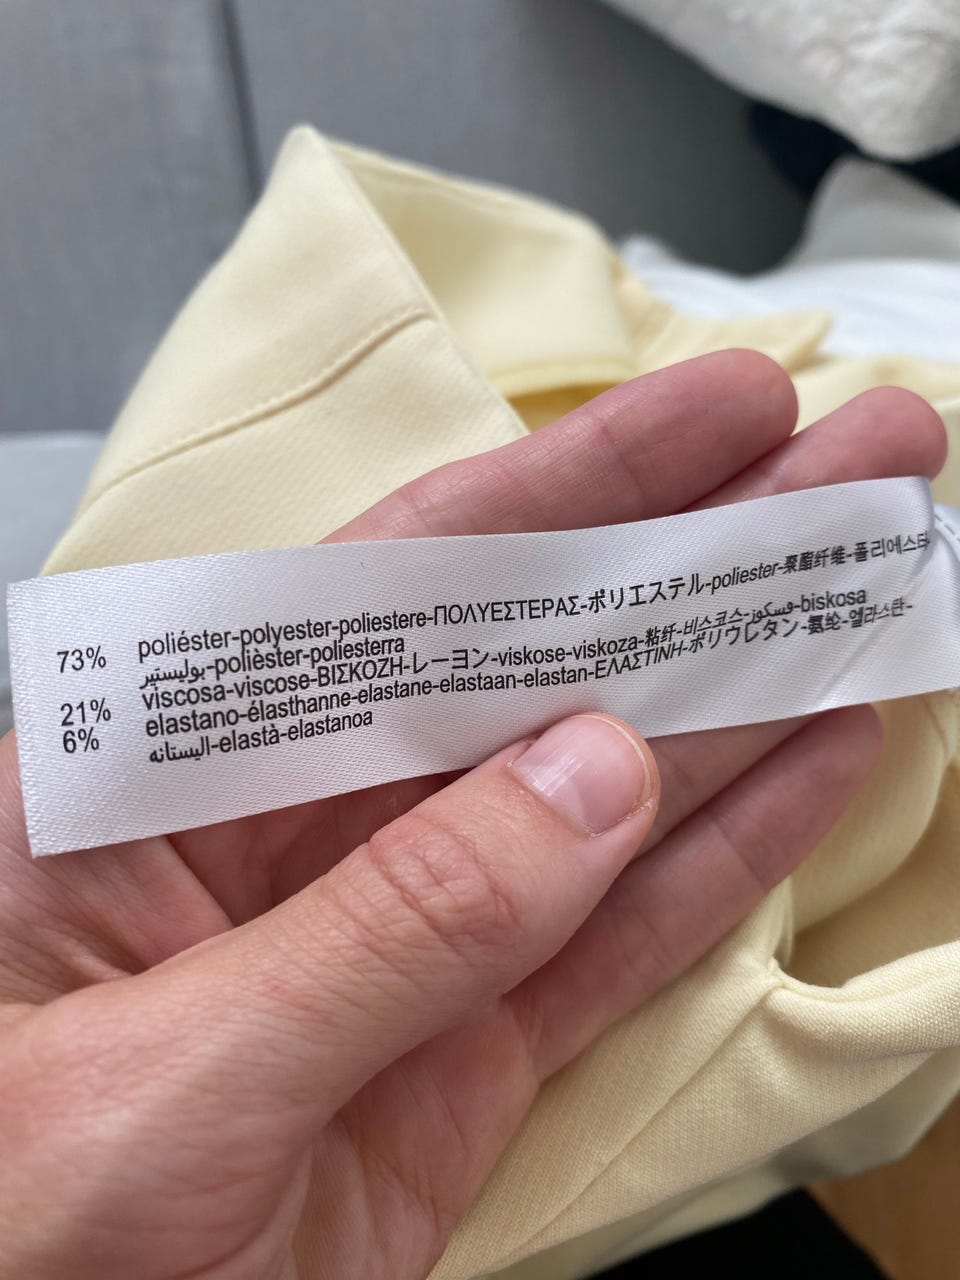 73% poliéster-polyester-poliestere-ΠΟΛΥΕΣΤΕΡΑΣ-ポリエステル-poliester-聚酯纤维-폴리에스테
بوليستير-polièster-poliesterra
21% viscosa-viscose-ΒΙΣΚΟΖΗ-レーヨン-viskose-viskoza-粘纤-비스코스-فسكوز-biskosa
6% elastano-élasthanne-elastane-elastaan-elastan-ΕΛΑΣΤΙΝΗ-ポリウレタン-氨纶-엘라스탄-
اليستانه-elastà-elastanoa